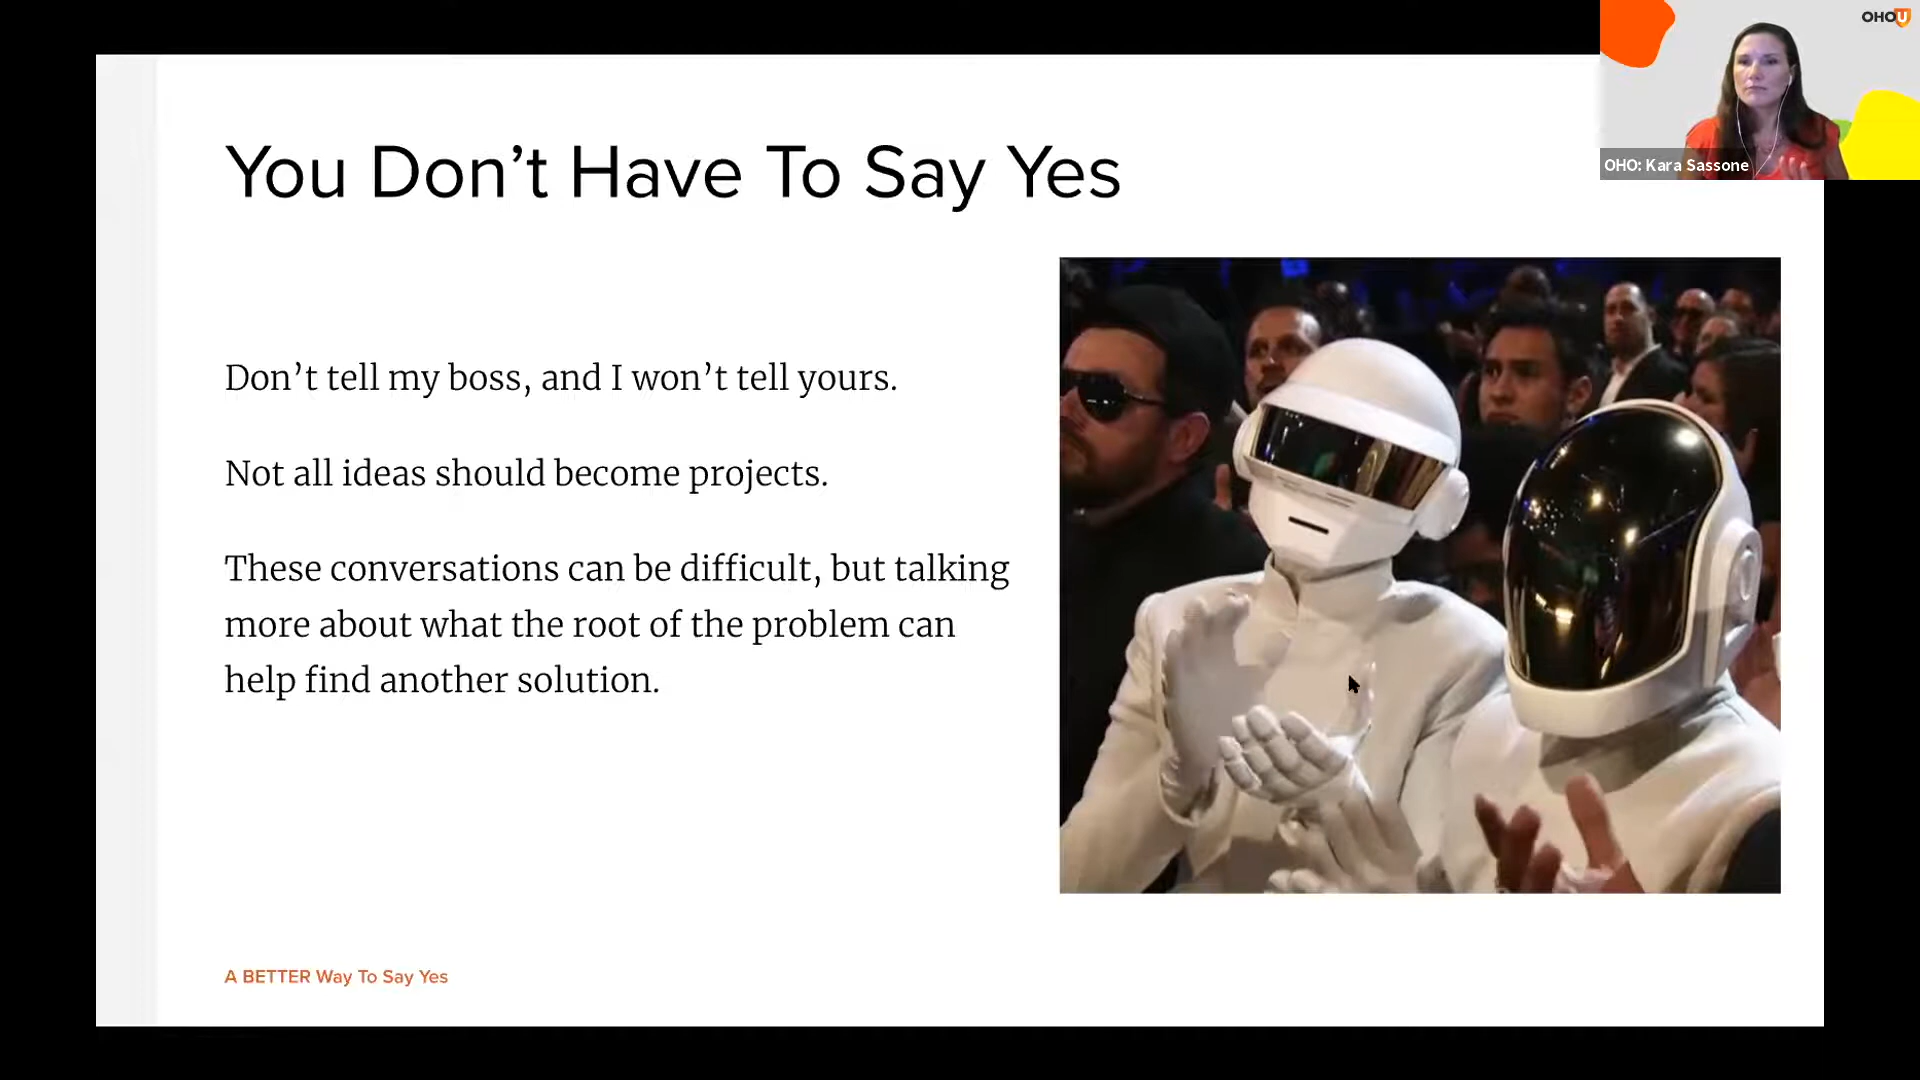 OHO U
You Don’t Have To Say Yes
OHO: Kara Sassone
Don’t tell my boss, and I won’t tell yours.
Not all ideas should become projects.
These conversations can be difficult, but talking
more about what the root of the problem can
help find another solution.
A BETTER Way To Say Yes